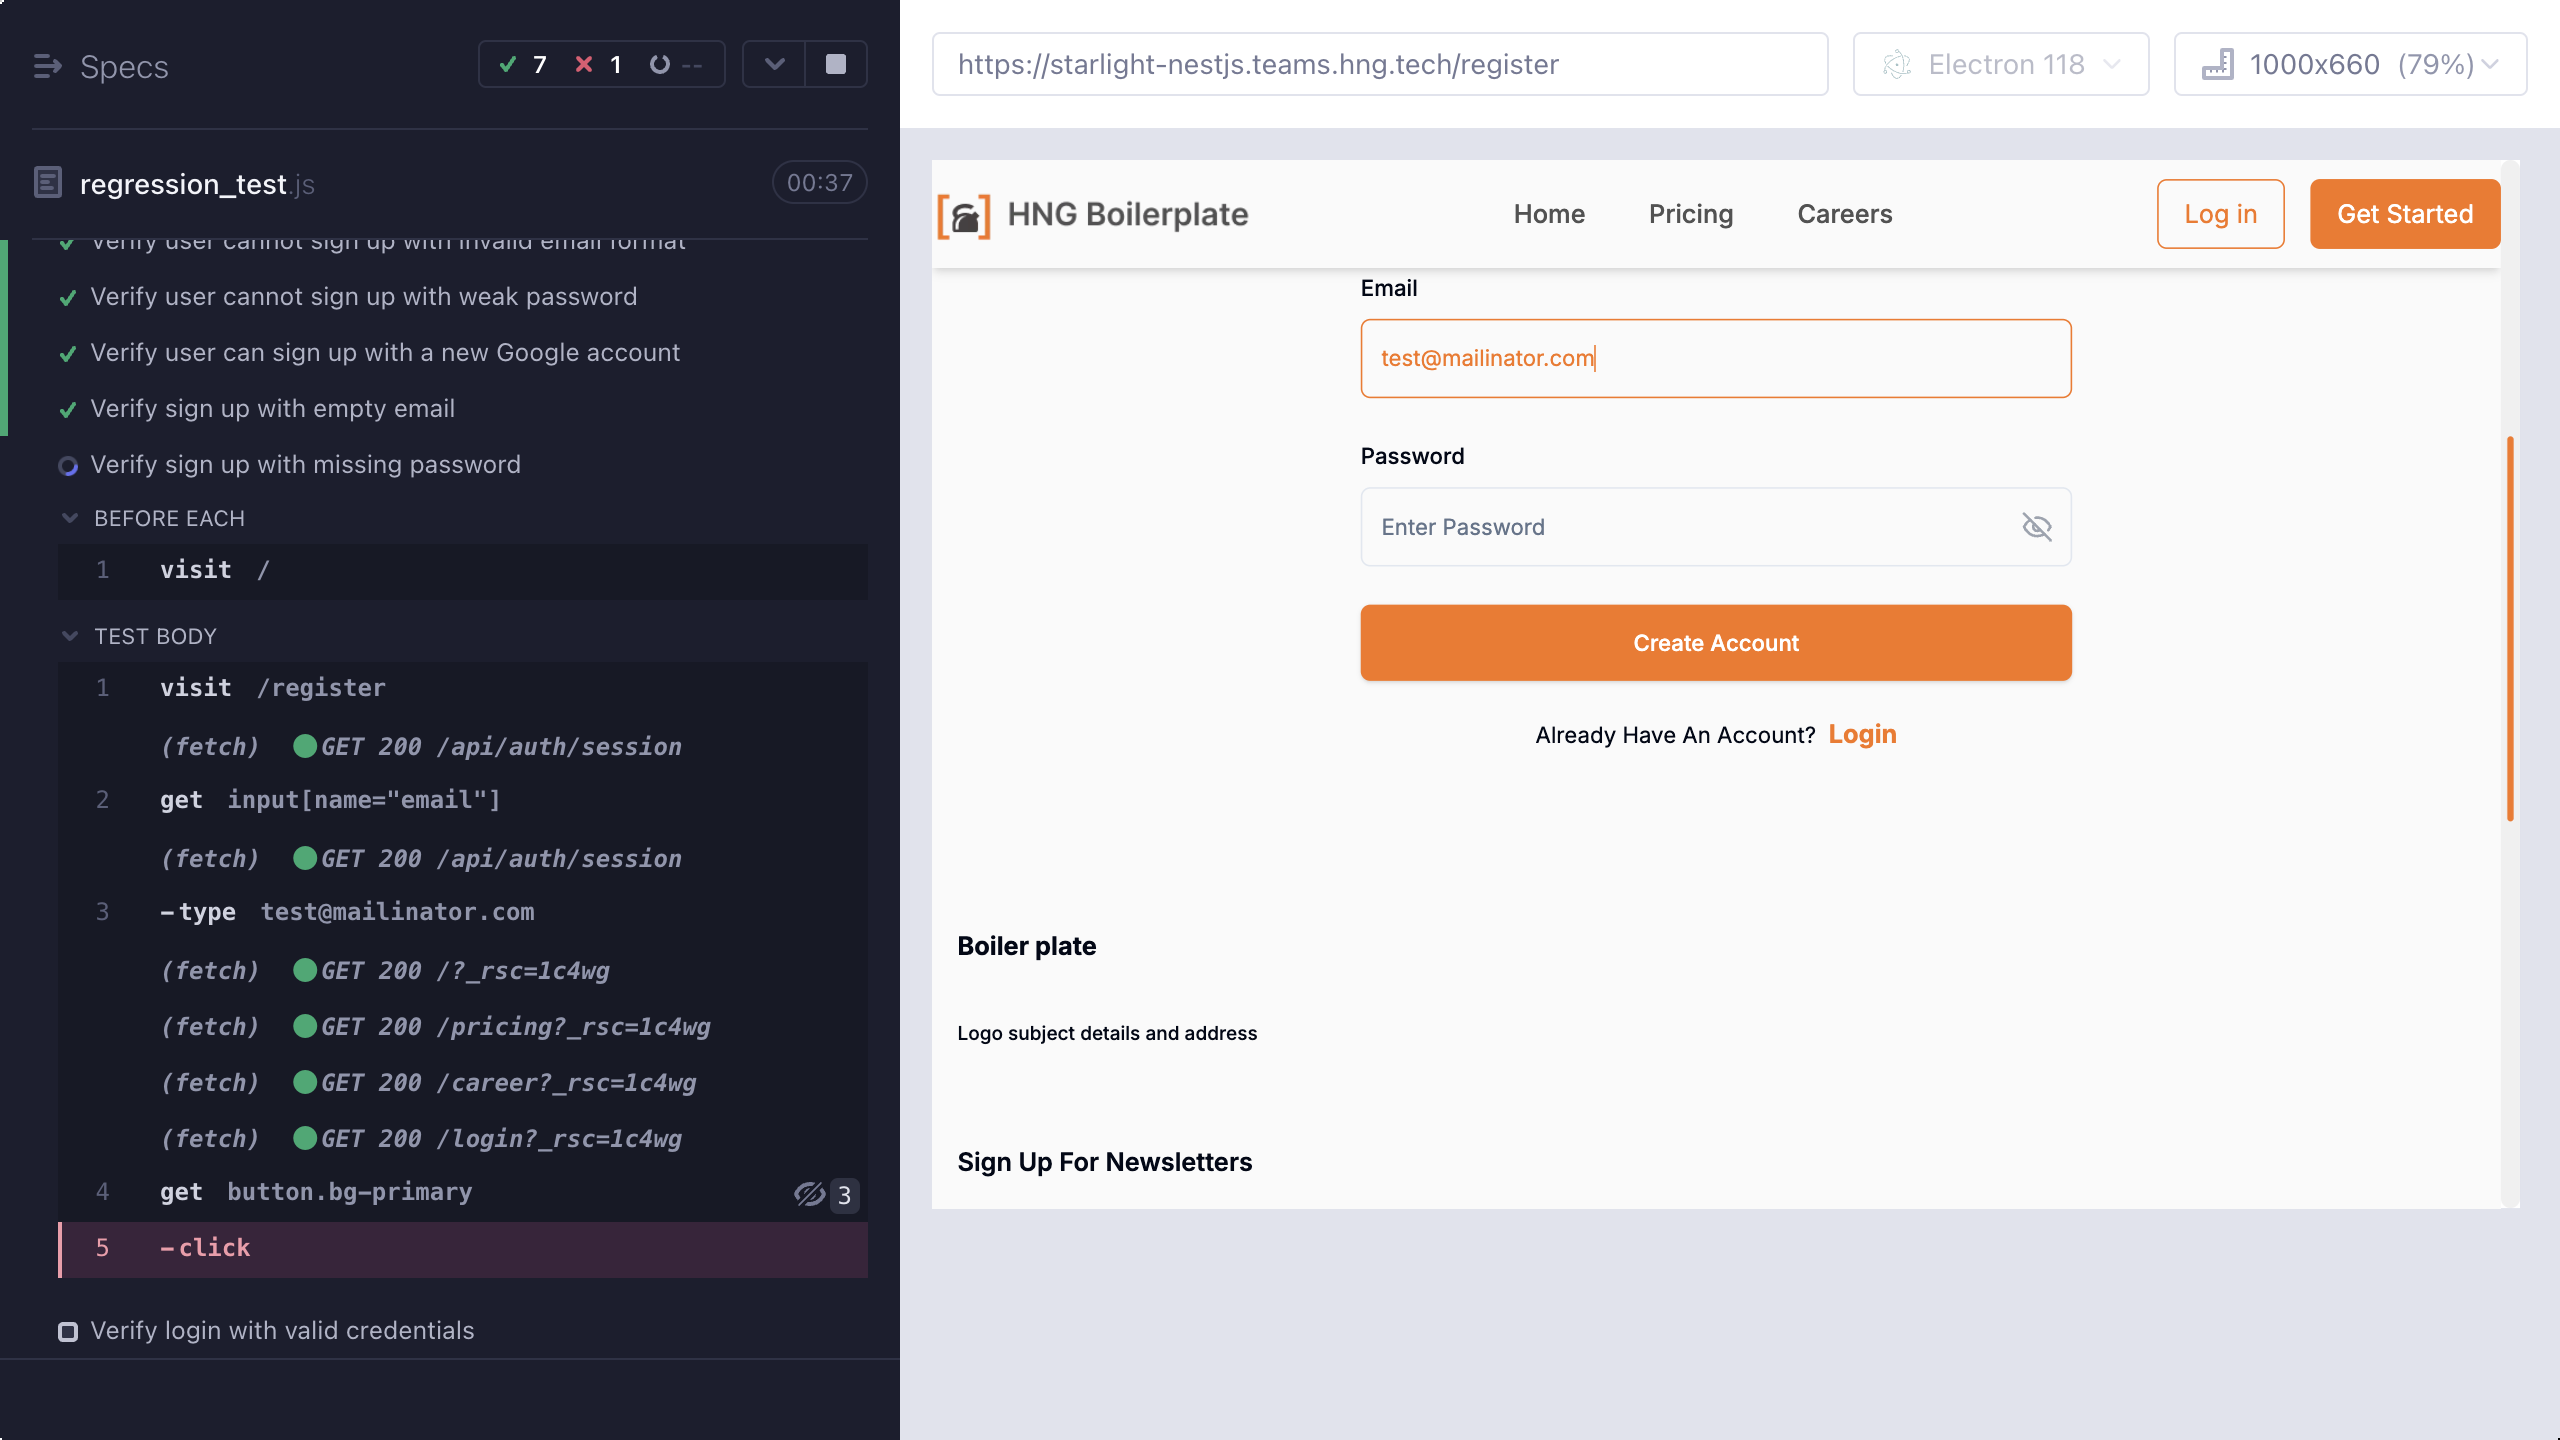 Specs
7 1 --
regression_test.js
00:37
Verify user cannot sign up with invalid email format
Verify user cannot sign up with weak password
Verify user can sign up with a new Google account
Verify sign up with empty email
Verify sign up with missing password
BEFORE EACH
1 visit /
TEST BODY
1 visit /register
(fetch) GET 200 /api/auth/session
2 get input[name="email"]
(fetch) GET 200 /api/auth/session
3 -type test@mailinator.com
(fetch) GET 200 /?_rsc=1c4wg
(fetch) GET 200 /pricing?_rsc=1c4wg
(fetch) GET 200 /career?_rsc=1c4wg
(fetch) GET 200 /login?_rsc=1c4wg
4 get button.bg-primary 3
5 -click
Verify login with valid credentials
https://starlight-nestjs.teams.hng.tech/register
Electron 118
1000x660 (79%)
HNG Boilerplate
Home Pricing Careers
Log in
Get Started
Email
test@mailinator.com
Password
Enter Password
Create Account
Already Have An Account? Login
Boiler plate
Logo subject details and address
Sign Up For Newsletters